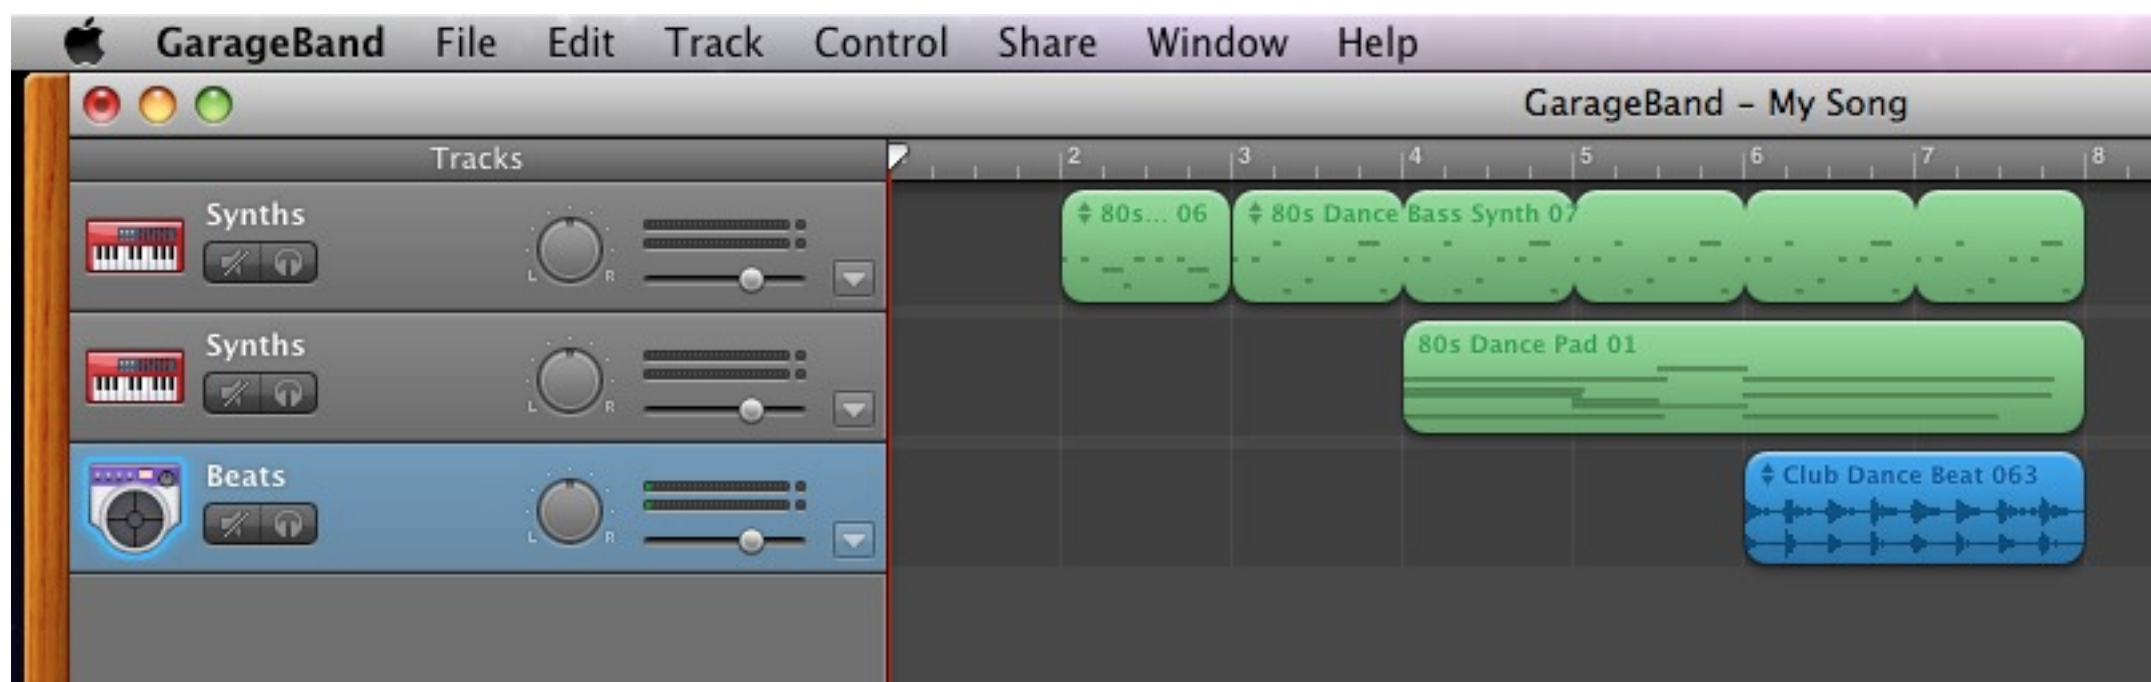 GarageBand File Edit Track Control Share Window Help
GarageBand – My Song
Tracks
2 3 4 5 6 7 8
Synths
L R
80s... 06
80s Dance Bass Synth 07
Synths
L R
80s Dance Pad 01
Beats
L R
Club Dance Beat 063